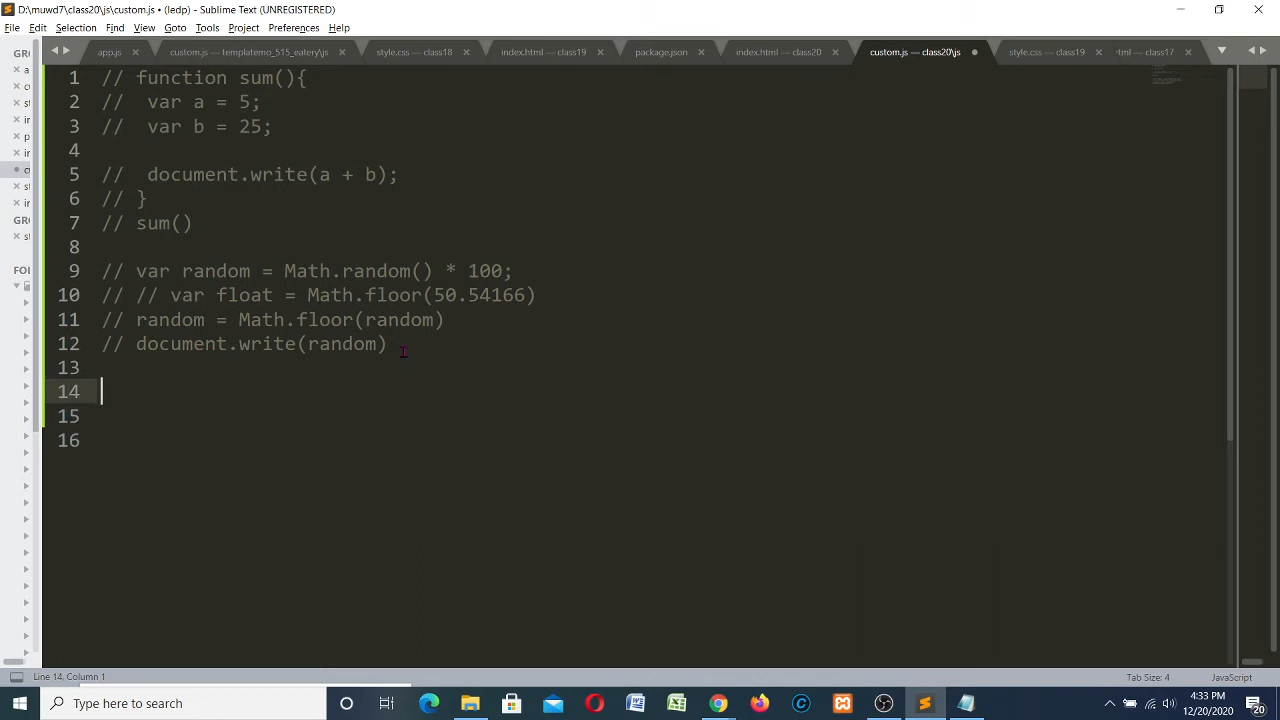 D:\muwd7\class20\js\custom.js • (ledp) - Sublime Text (UNREGISTERED)
File Edit Selection Find View Goto Tools Project Preferences Help
app.js custom.js — templatemo_515_eatery\js style.css — class18 index.html — class19 package.json index.html — class20 custom.js — class20\js style.css — class19 tml — class17
1 // function sum(){
2 // var a = 5;
3 // var b = 25;
4
5 // document.write(a + b);
6 // }
7 // sum()
8
9 // var random = Math.random() * 100;
10 // // var float = Math.floor(50.54166)
11 // random = Math.floor(random)
12 // document.write(random)
13
14
15
16
Line 14, Column 1 Tab Size: 4 JavaScript
Type here to search
4:33 PM
12/20/2020
20